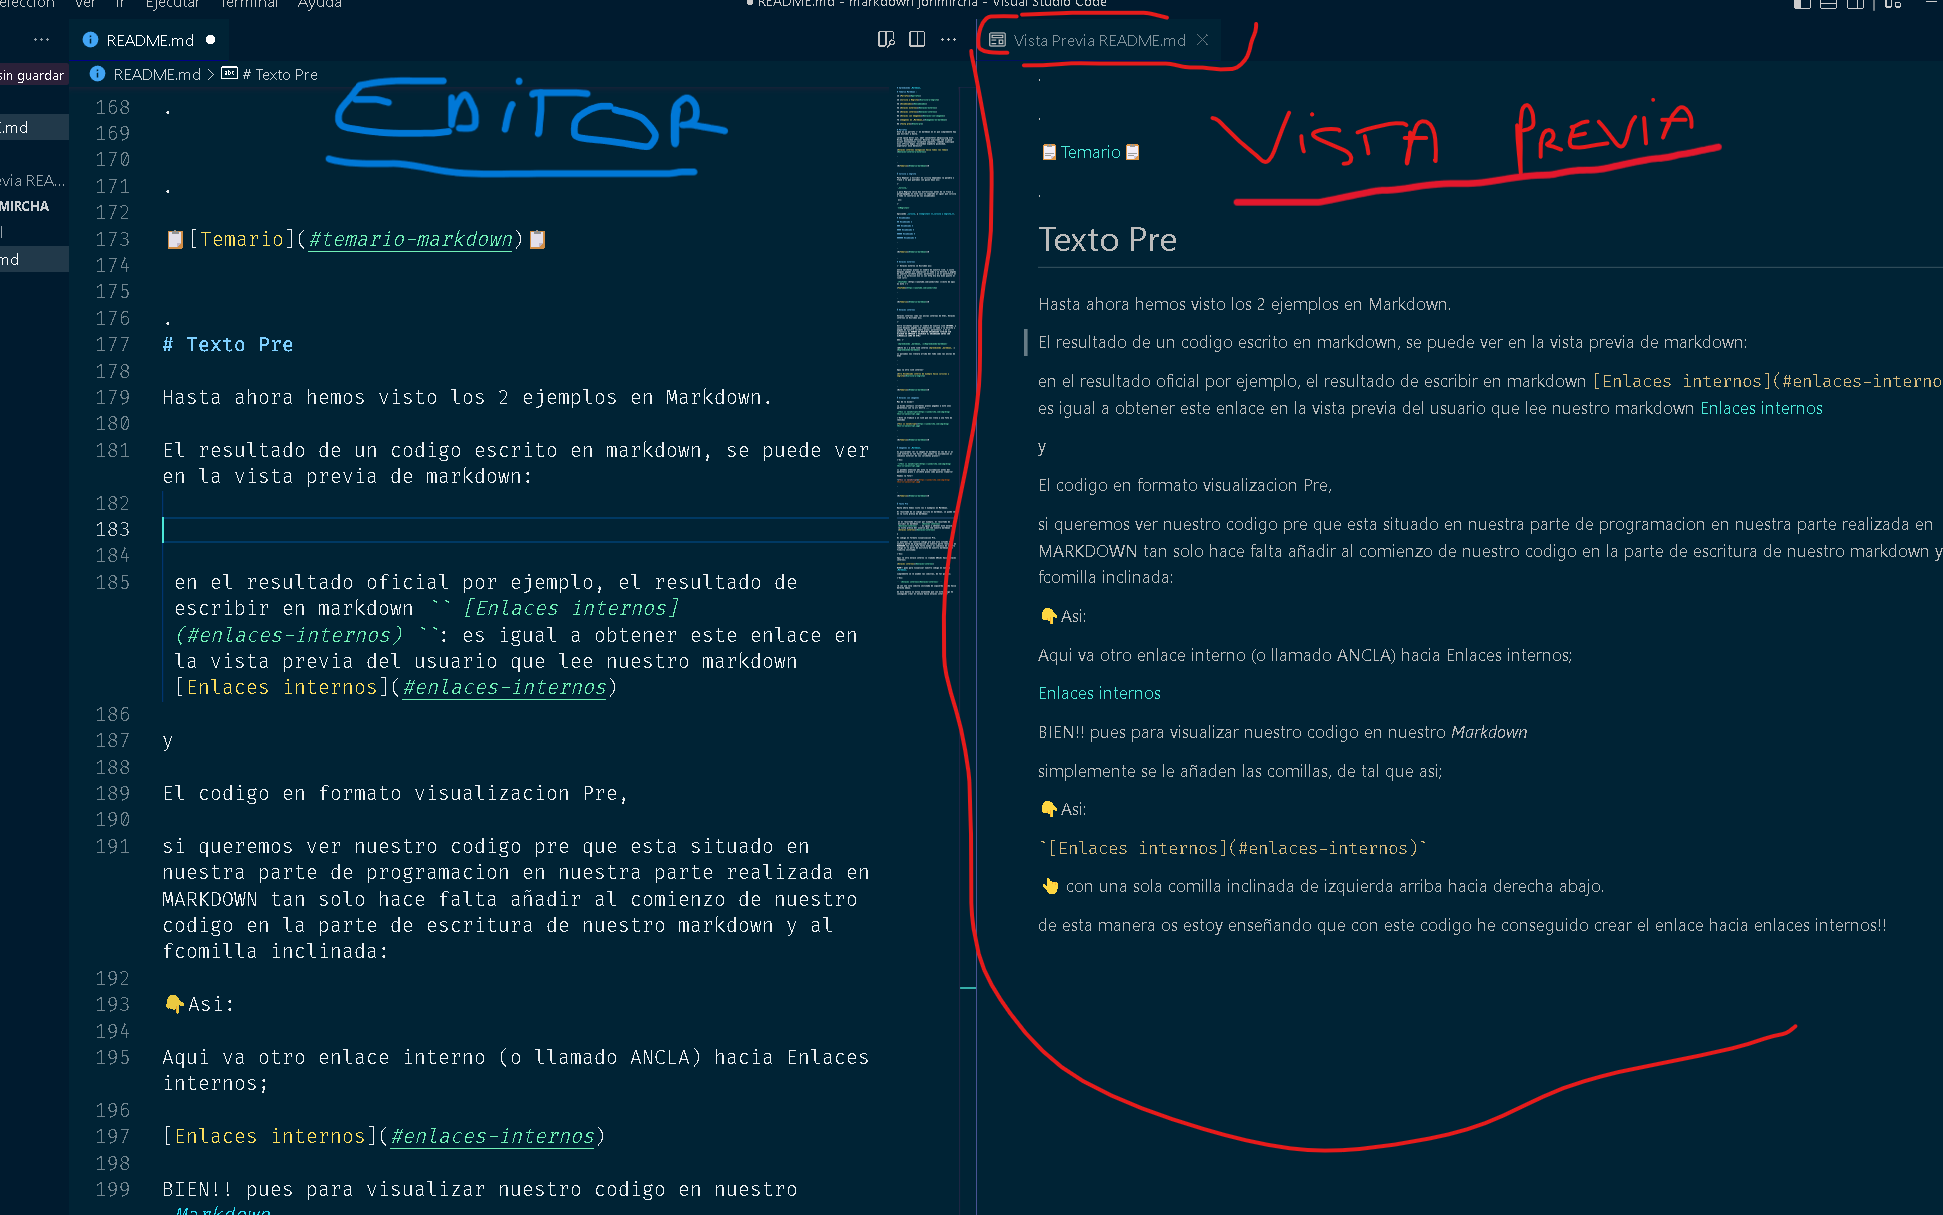 Ver Ir Ejecutar Terminal Ayuda
README.md - markdown jonmircha - Visual Studio Code
README.md
Vista Previa README.md
sin guardar
README.md > # Texto Pre
EDITOR
VISTA PREVIA
.md
via REA...
MIRCHA
md
168 .
169
170
171 .
172
173 📋[Temario](#temario-markdown)📋
174
175
176 .
177 # Texto Pre
178
179 Hasta ahora hemos visto los 2 ejemplos en Markdown.
180
181 El resultado de un codigo escrito en markdown, se puede ver
en la vista previa de markdown:
182
183
184
185 en el resultado oficial por ejemplo, el resultado de
escribir en markdown `` [Enlaces internos]
(#enlaces-internos) ``: es igual a obtener este enlace en
la vista previa del usuario que lee nuestro markdown
[Enlaces internos](#enlaces-internos)
186
187 y
188
189 El codigo en formato visualizacion Pre,
190
191 si queremos ver nuestro codigo pre que esta situado en
nuestra parte de programacion en nuestra parte realizada en
MARKDOWN tan solo hace falta añadir al comienzo de nuestro
codigo en la parte de escritura de nuestro markdown y al
fcomilla inclinada:
192
193 👇Asi:
194
195 Aqui va otro enlace interno (o llamado ANCLA) hacia Enlaces
internos;
196
197 [Enlaces internos](#enlaces-internos)
198
199 BIEN!! pues para visualizar nuestro codigo en nuestro
Markdown
.
.
📋Temario📋
.
Texto Pre
Hasta ahora hemos visto los 2 ejemplos en Markdown.
El resultado de un codigo escrito en markdown, se puede ver en la vista previa de markdown:
en el resultado oficial por ejemplo, el resultado de escribir en markdown [Enlaces internos](#enlaces-interno
es igual a obtener este enlace en la vista previa del usuario que lee nuestro markdown Enlaces internos
y
El codigo en formato visualizacion Pre,
si queremos ver nuestro codigo pre que esta situado en nuestra parte de programacion en nuestra parte realizada en
MARKDOWN tan solo hace falta añadir al comienzo de nuestro codigo en la parte de escritura de nuestro markdown y
fcomilla inclinada:
👇Asi:
Aqui va otro enlace interno (o llamado ANCLA) hacia Enlaces internos;
Enlaces internos
BIEN!! pues para visualizar nuestro codigo en nuestro Markdown
simplemente se le añaden las comillas, de tal que asi;
👇Asi:
`[Enlaces internos](#enlaces-internos)`
👆 con una sola comilla inclinada de izquierda arriba hacia derecha abajo.
de esta manera os estoy enseñando que con este codigo he conseguido crear el enlace hacia enlaces internos!!